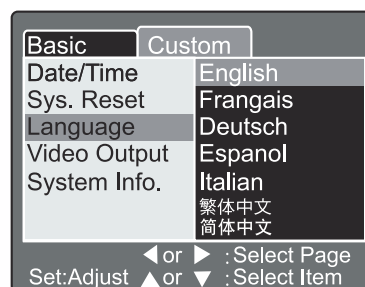 Basic Custom
Date/Time English
Sys. Reset Frangais
Language Deutsch
Video Output Espanol
System Info. Italian
繁体中文
简体中文
◀ or ▶ :Select Page
Set:Adjust ▲ or ▼ :Select Item